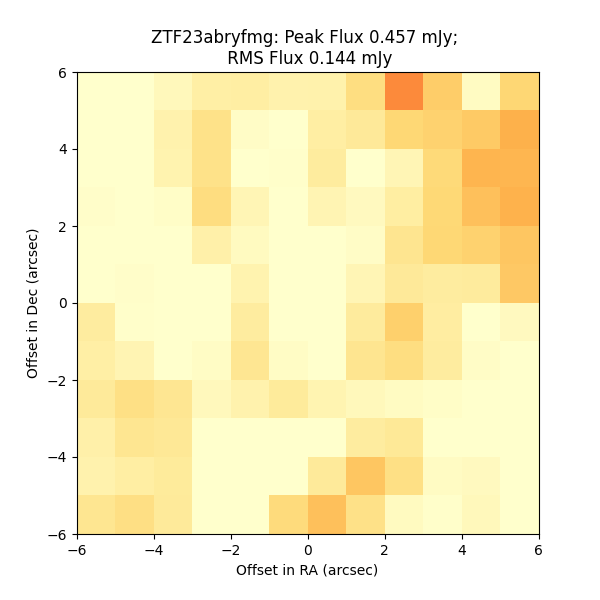 ZTF23abryfmg: Peak Flux 0.457 mJy;
RMS Flux 0.144 mJy
6
4
2
0
−2
−4
−6
Offset in Dec (arcsec)
−6 −4 −2 0 2 4 6
Offset in RA (arcsec)